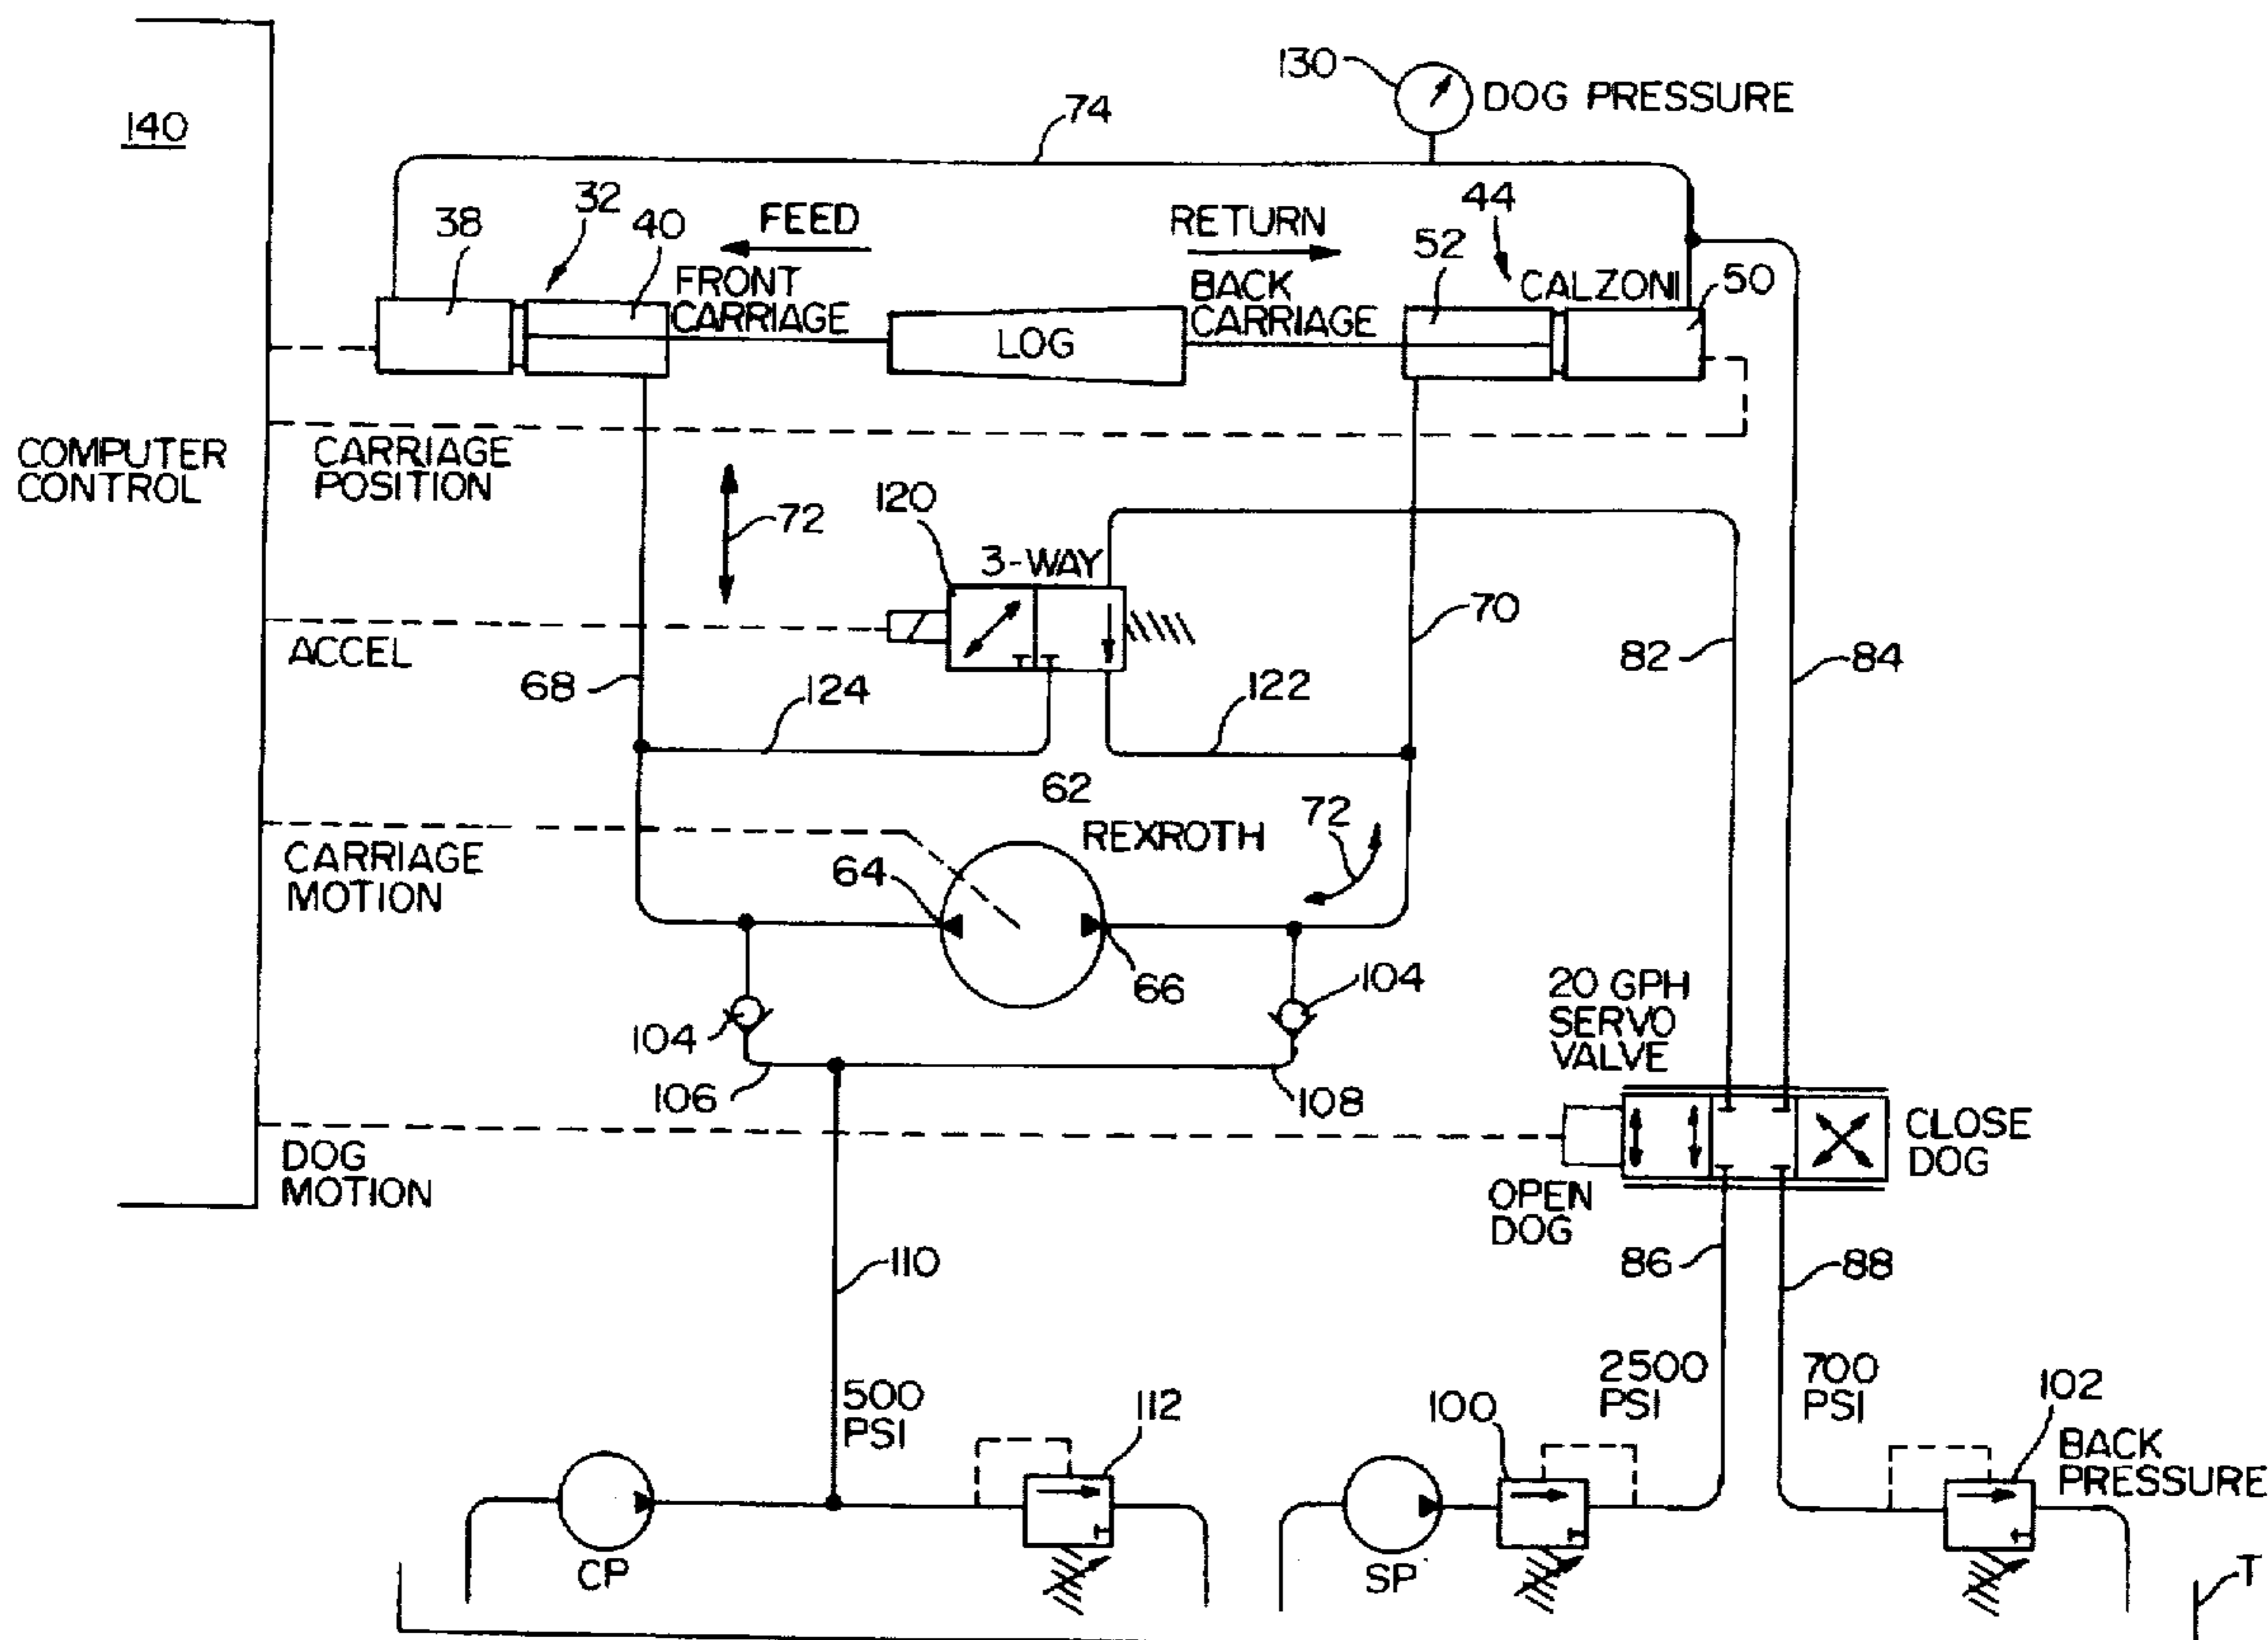 130
DOG PRESSURE
140
74
38
32
40
FEED
RETURN
44
52
50
FRONT
CARRIAGE
BACK
CARRIAGE
CALZONI
LOG
COMPUTER
CONTROL
CARRIAGE
POSITION
72
120
3-WAY
70
82
84
ACCEL
68
124
122
62
REXROTH
72
CARRIAGE
MOTION
64
66
104
104
20 GPH
SERVO
VALVE
106
108
CLOSE
DOG
DOG
MOTION
OPEN
DOG
110
86
88
500
PSI
112
100
2500
PSI
700
PSI
102
BACK
PRESSURE
CP
SP
T